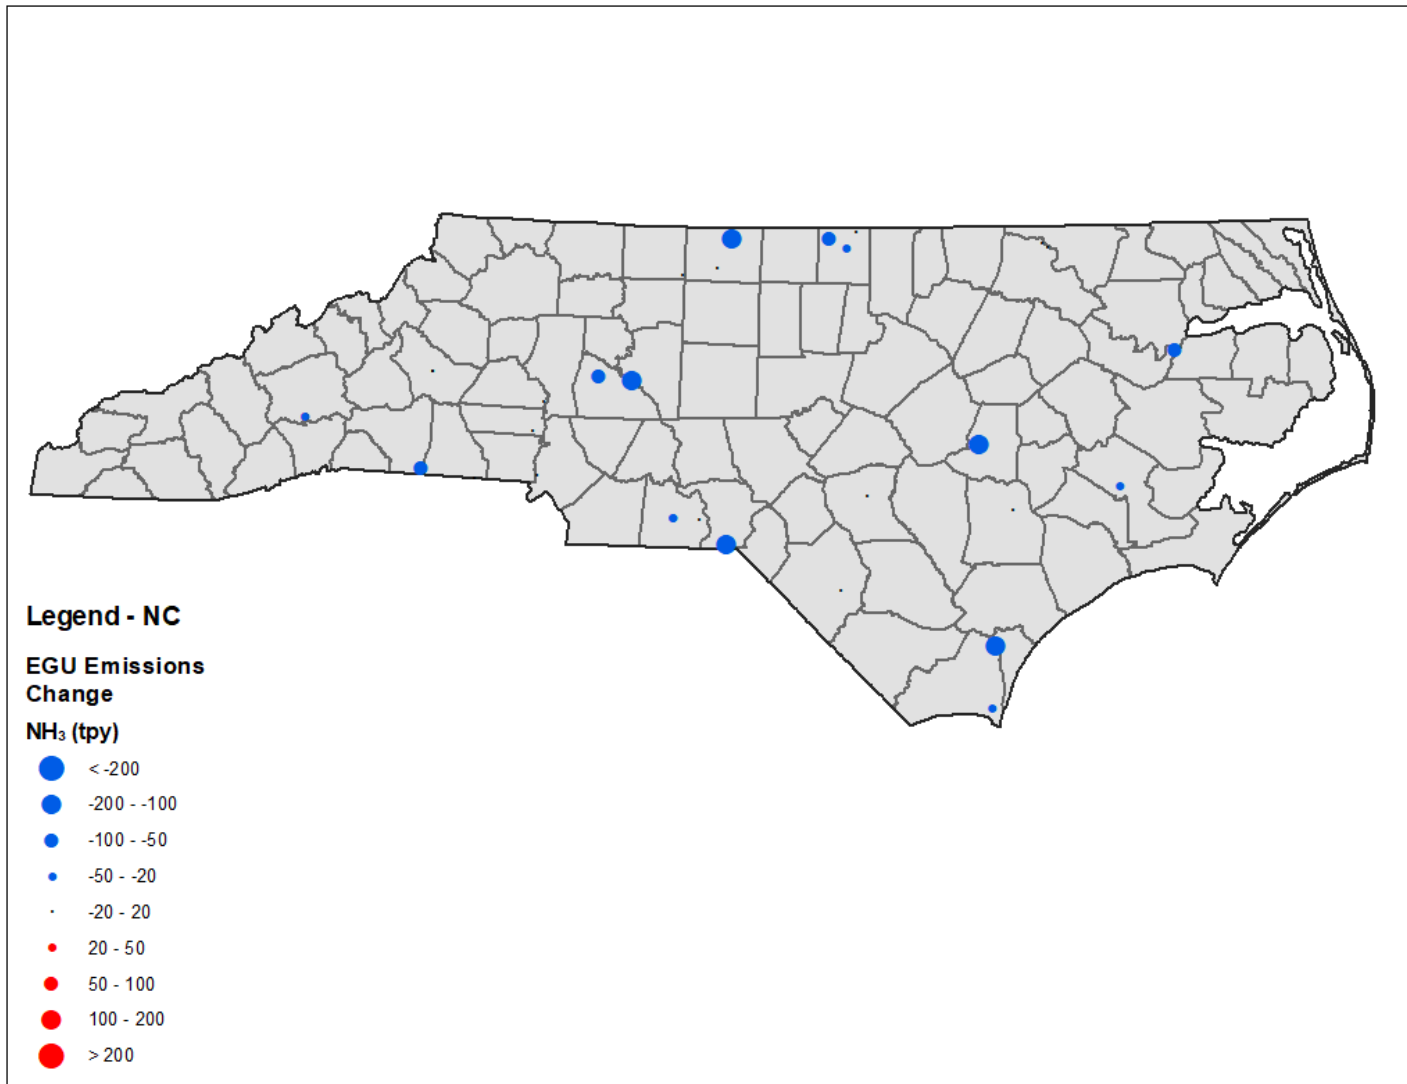 Legend - NC
EGU Emissions
Change
NH₃ (tpy)
< -200
-200 - -100
-100 - -50
-50 - -20
-20 - 20
20 - 50
50 - 100
100 - 200
> 200